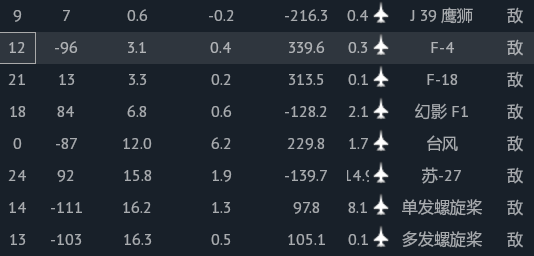 9 7 0.6 -0.2 -216.3 0.4 J 39 鹰狮 敌
12 -96 3.1 0.4 339.6 0.3 F-4 敌
21 13 3.3 0.2 313.5 0.1 F-18 敌
18 84 6.8 0.6 -128.2 2.1 幻影 F1 敌
0 -87 12.0 6.2 229.8 1.7 台风 敌
24 92 15.8 1.9 -139.7 14.9 苏-27 敌
14 -111 16.2 1.3 97.8 8.1 单发螺旋桨 敌
13 -103 16.3 0.5 105.1 0.1 多发螺旋桨 敌